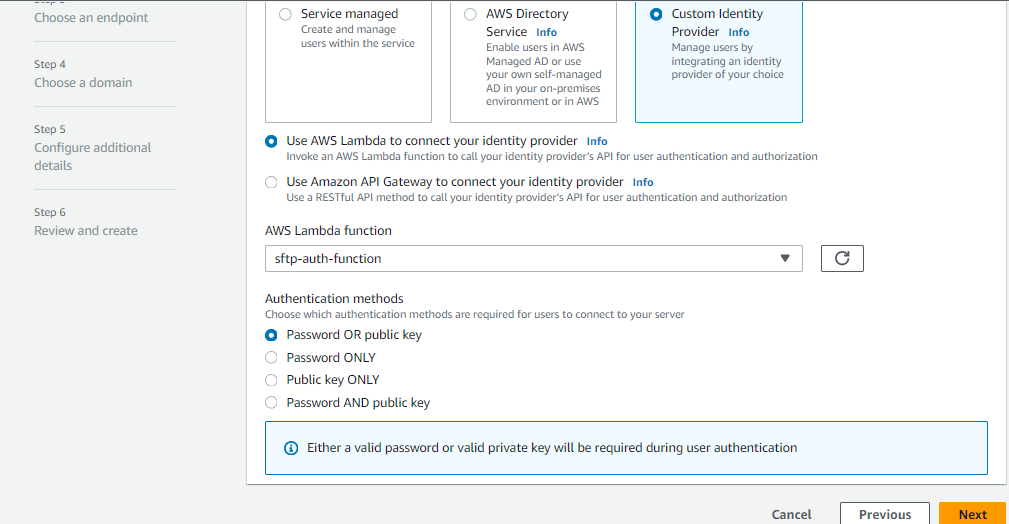 Choose an endpoint
Step 4
Choose a domain
Step 5
Configure additional
details
Step 6
Review and create
Service managed
Create and manage
users within the service
AWS Directory
Service Info
Enable users in AWS
Managed AD or use
your own self-managed
AD in your on-premises
environment or in AWS
Custom Identity
Provider Info
Manage users by
integrating an identity
provider of your choice
Use AWS Lambda to connect your identity provider Info
Invoke an AWS Lambda function to call your identity provider's API for user authentication and authorization
Use Amazon API Gateway to connect your identity provider Info
Use a RESTful API method to call your identity provider's API for user authentication and authorization
AWS Lambda function
sftp-auth-function
Authentication methods
Choose which authentication methods are required for users to connect to your server
Password OR public key
Password ONLY
Public key ONLY
Password AND public key
Either a valid password or valid private key will be required during user authentication
Cancel
Previous
Next